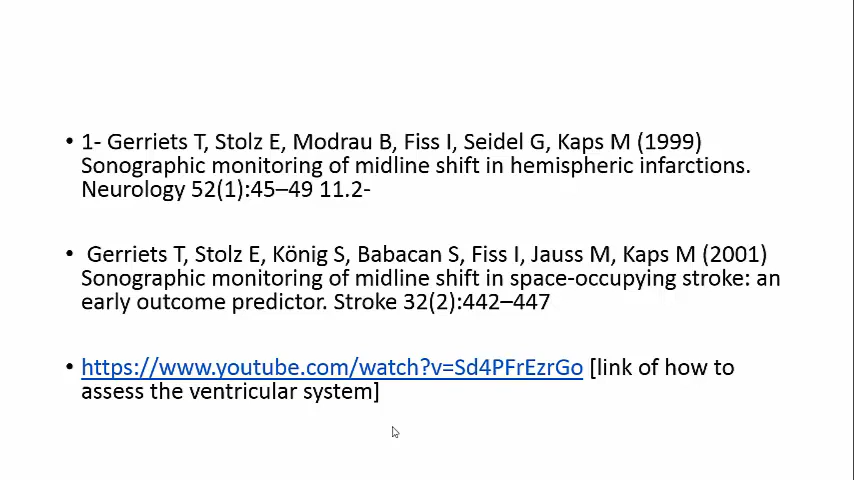 • 1- Gerriets T, Stolz E, Modrau B, Fiss I, Seidel G, Kaps M (1999)
Sonographic monitoring of midline shift in hemispheric infarctions.
Neurology 52(1):45–49 11.2-
• Gerriets T, Stolz E, König S, Babacan S, Fiss I, Jauss M, Kaps M (2001)
Sonographic monitoring of midline shift in space-occupying stroke: an
early outcome predictor. Stroke 32(2):442–447
• https://www.youtube.com/watch?v=Sd4PFrEzrGo [link of how to
assess the ventricular system]